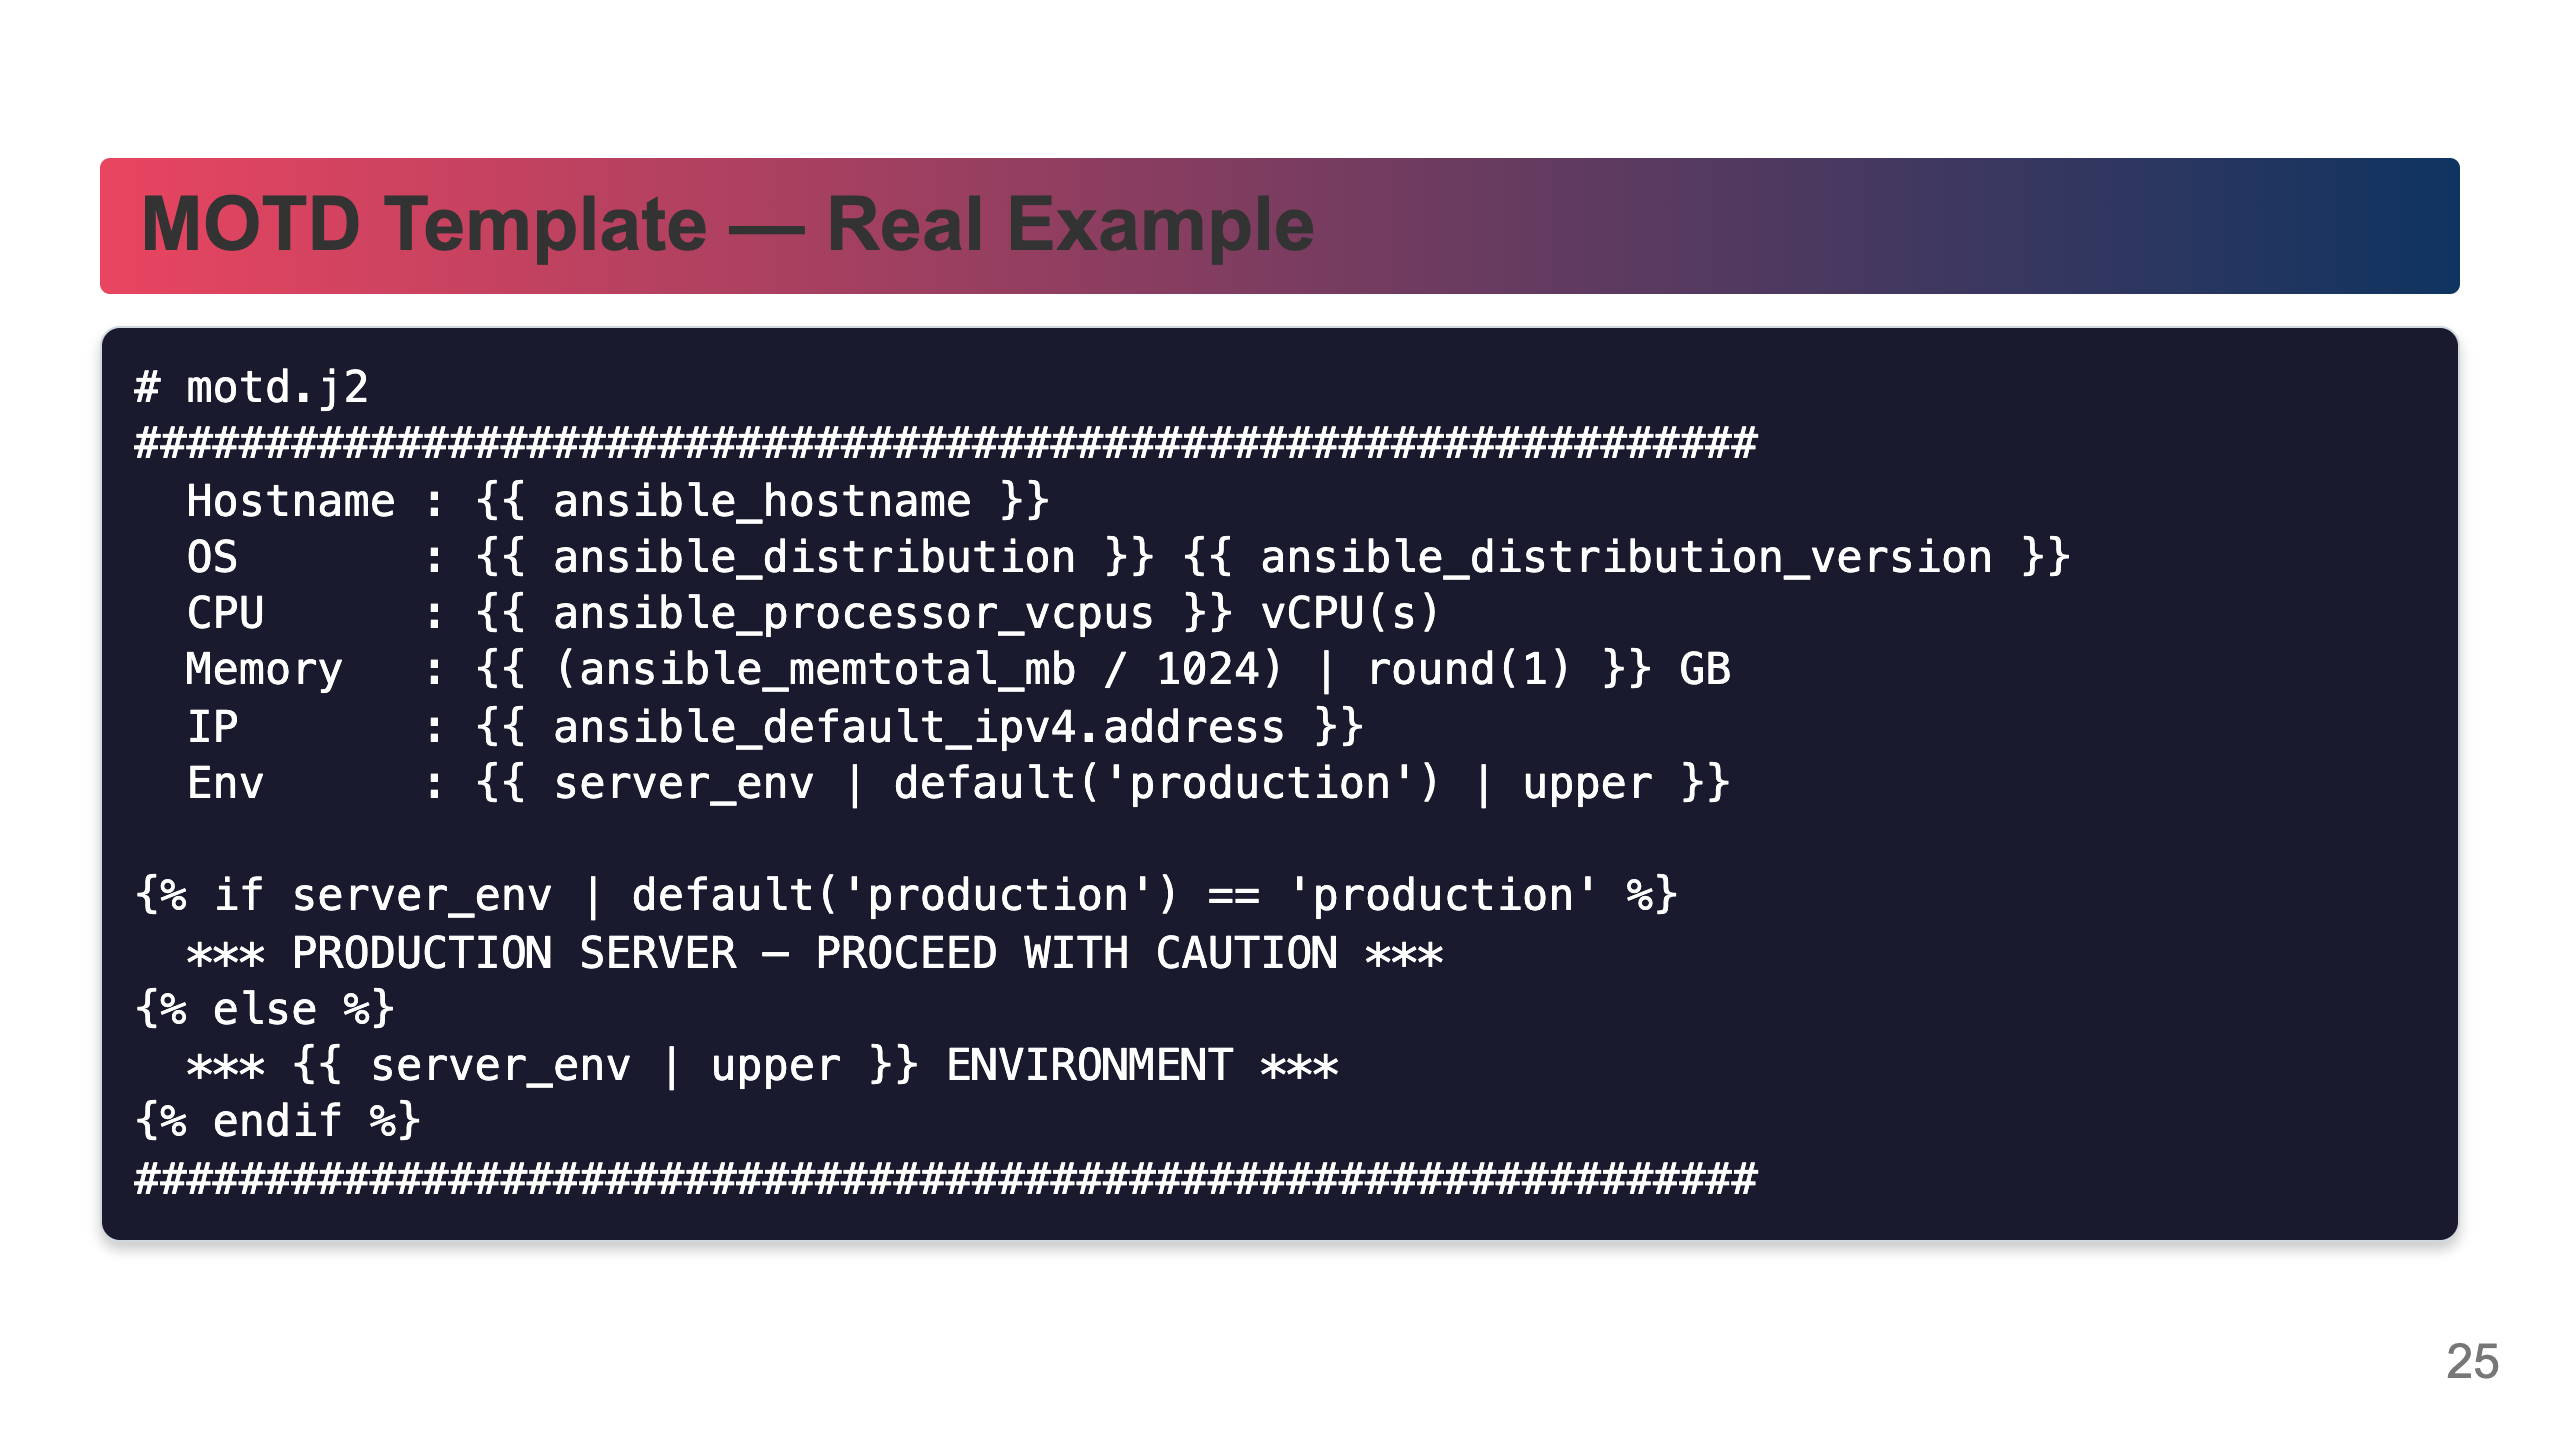 MOTD Template — Real Example
# motd.j2
##############################################################
  Hostname : {{ ansible_hostname }}
  OS       : {{ ansible_distribution }} {{ ansible_distribution_version }}
  CPU      : {{ ansible_processor_vcpus }} vCPU(s)
  Memory   : {{ (ansible_memtotal_mb / 1024) | round(1) }} GB
  IP       : {{ ansible_default_ipv4.address }}
  Env      : {{ server_env | default('production') | upper }}

{% if server_env | default('production') == 'production' %}
  *** PRODUCTION SERVER — PROCEED WITH CAUTION ***
{% else %}
  *** {{ server_env | upper }} ENVIRONMENT ***
{% endif %}
##############################################################
25